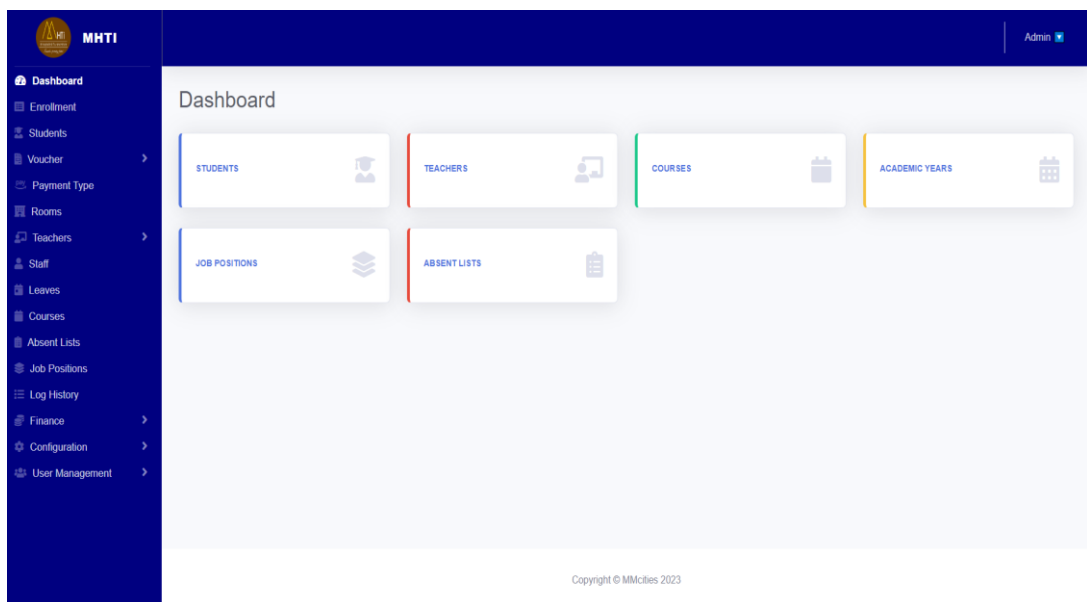 HTI
MHTI
Admin
Dashboard
Enrollment
Students
Voucher
Payment Type
Rooms
Teachers
Staff
Leaves
Courses
Absent Lists
Job Positions
Log History
Finance
Configuration
User Management
Dashboard
STUDENTS
TEACHERS
COURSES
ACADEMIC YEARS
JOB POSITIONS
ABSENT LISTS
Copyright © MMcities 2023